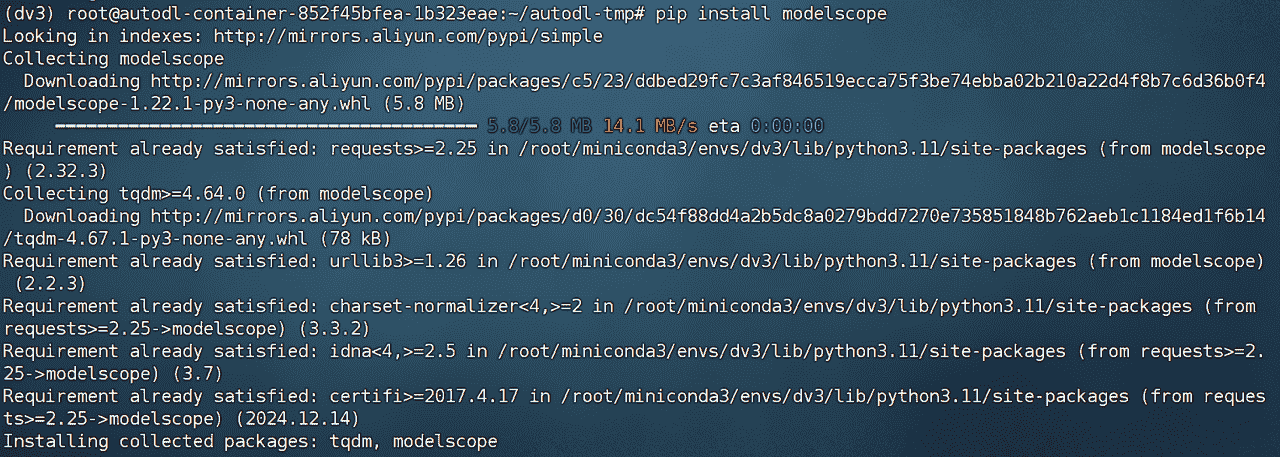 (dv3) root@autodl-container-852f45bfea-1b323eae:~/autodl-tmp# pip install modelscope
Looking in indexes: http://mirrors.aliyun.com/pypi/simple
Collecting modelscope
  Downloading http://mirrors.aliyun.com/pypi/packages/c5/23/ddbed29fc7c3af846519ecca75f3be74ebba02b210a22d4f8b7c6d36b0f4
/modelscope-1.22.1-py3-none-any.whl (5.8 MB)
5.8/5.8 MB 14.1 MB/s eta 0:00:00
Requirement already satisfied: requests>=2.25 in /root/miniconda3/envs/dv3/lib/python3.11/site-packages (from modelscope
) (2.32.3)
Collecting tqdm>=4.64.0 (from modelscope)
  Downloading http://mirrors.aliyun.com/pypi/packages/d0/30/dc54f88dd4a2b5dc8a0279bdd7270e735851848b762aeb1c1184ed1f6b14
/tqdm-4.67.1-py3-none-any.whl (78 kB)
Requirement already satisfied: urllib3>=1.26 in /root/miniconda3/envs/dv3/lib/python3.11/site-packages (from modelscope)
 (2.2.3)
Requirement already satisfied: charset-normalizer<4,>=2 in /root/miniconda3/envs/dv3/lib/python3.11/site-packages (from
requests>=2.25->modelscope) (3.3.2)
Requirement already satisfied: idna<4,>=2.5 in /root/miniconda3/envs/dv3/lib/python3.11/site-packages (from requests>=2.
25->modelscope) (3.7)
Requirement already satisfied: certifi>=2017.4.17 in /root/miniconda3/envs/dv3/lib/python3.11/site-packages (from reques
ts>=2.25->modelscope) (2024.12.14)
Installing collected packages: tqdm, modelscope